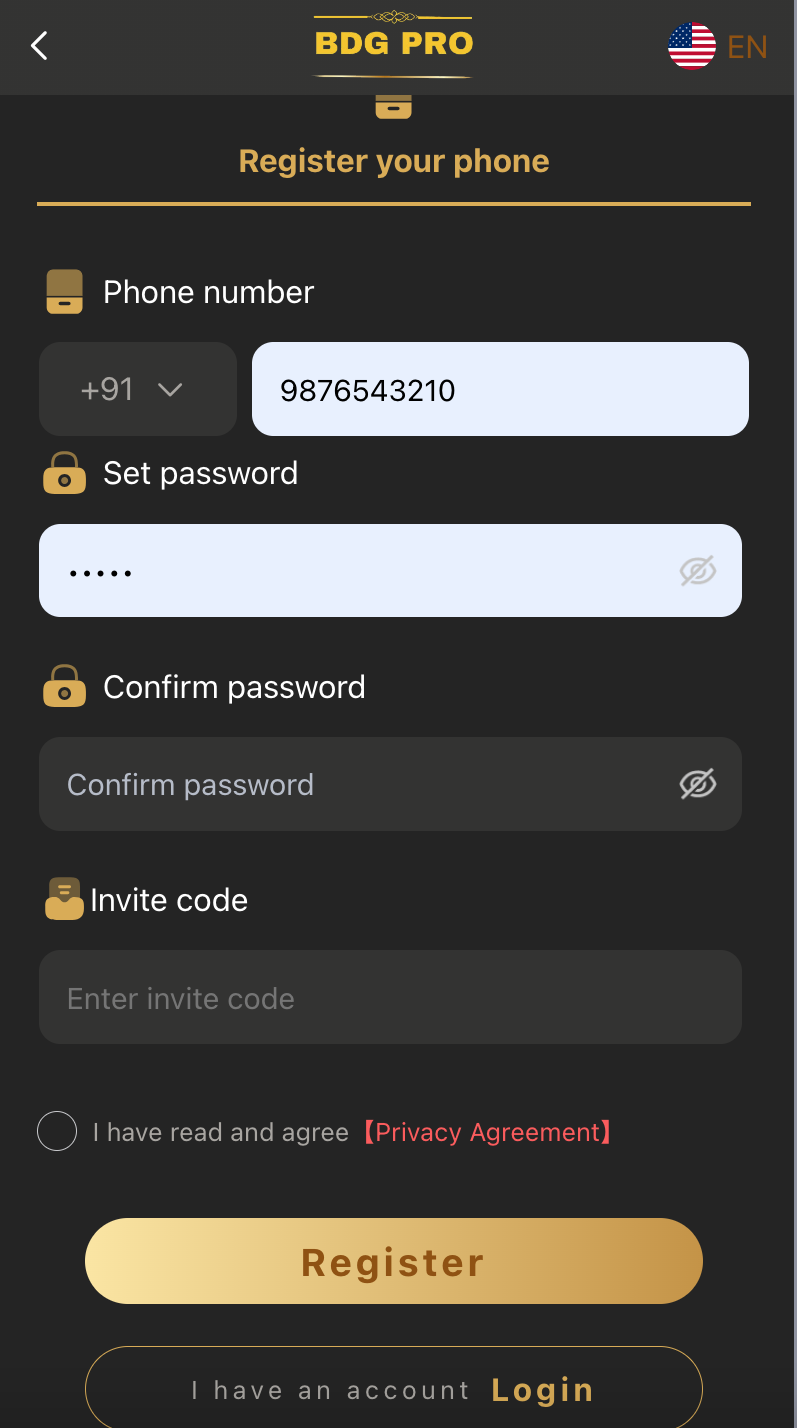 BDG PRO
EN
Register your phone
Phone number
+91
9876543210
Set password
•••••
Confirm password
Confirm password
Invite code
Enter invite code
I have read and agree 【Privacy Agreement】
Register
I have an account Login